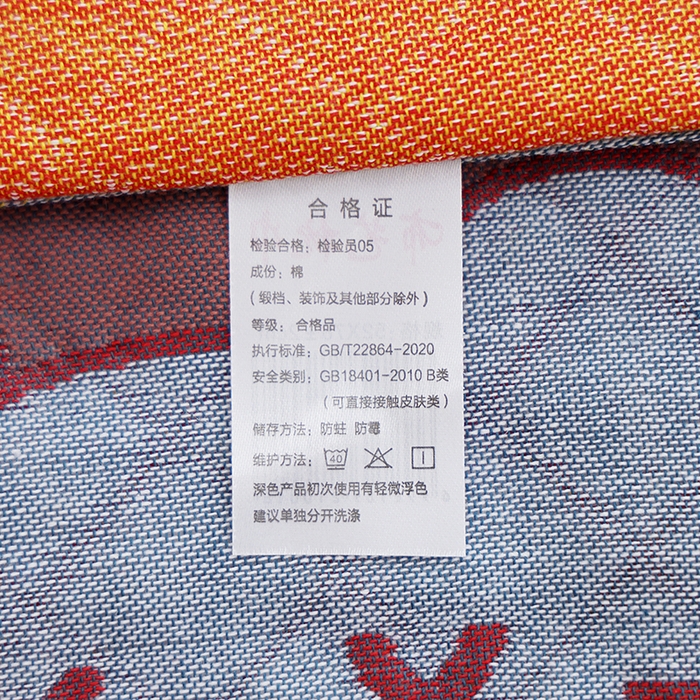 合格证
检验合格：检验员05
成份：棉
（缎档、装饰及其他部分除外）
等级：合格品
执行标准：GB/T22864-2020
安全类别：GB18401-2010 B类
（可直接接触皮肤类）
储存方法：防蛀 防霉
维护方法：40
深色产品初次使用有轻微浮色
建议单独分开洗涤